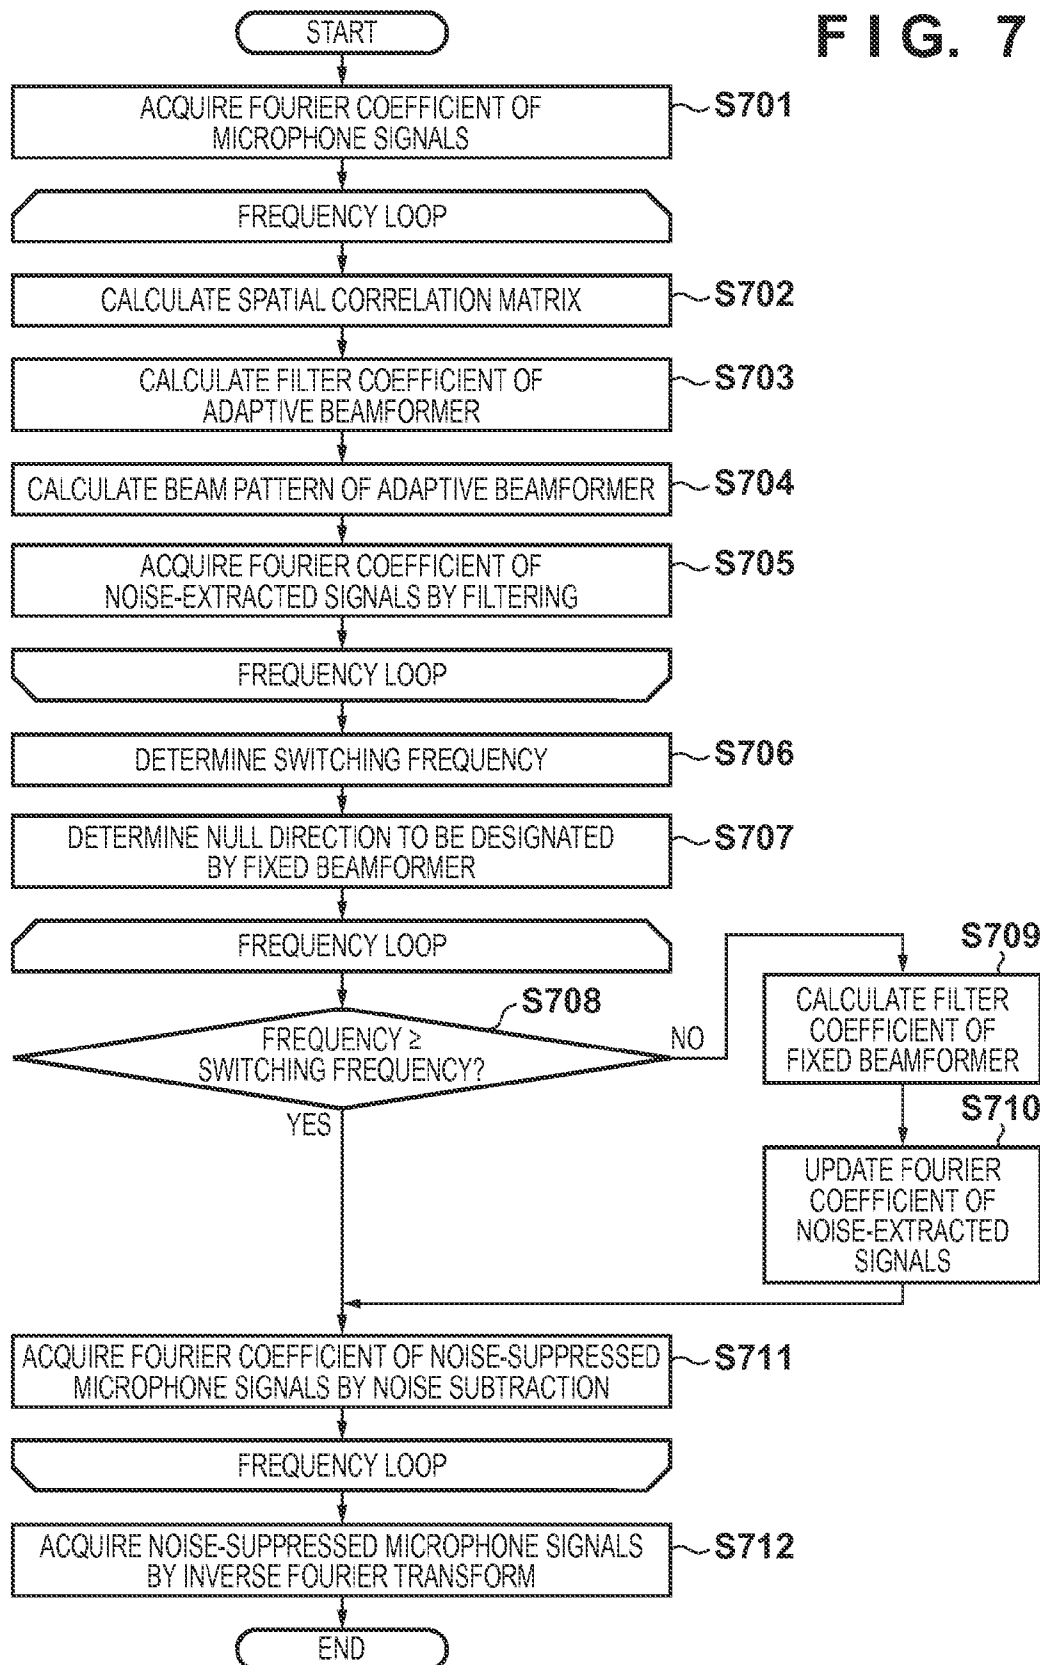 FIG. 7
START
ACQUIRE FOURIER COEFFICIENT OF
MICROPHONE SIGNALS
S701
FREQUENCY LOOP
CALCULATE SPATIAL CORRELATION MATRIX
S702
CALCULATE FILTER COEFFICIENT OF
ADAPTIVE BEAMFORMER
S703
CALCULATE BEAM PATTERN OF ADAPTIVE BEAMFORMER
S704
ACQUIRE FOURIER COEFFICIENT OF
NOISE-EXTRACTED SIGNALS BY FILTERING
S705
FREQUENCY LOOP
DETERMINE SWITCHING FREQUENCY
S706
DETERMINE NULL DIRECTION TO BE DESIGNATED
BY FIXED BEAMFORMER
S707
FREQUENCY LOOP
S708
FREQUENCY ≥
SWITCHING FREQUENCY?
NO
YES
S709
CALCULATE FILTER
COEFFICIENT OF
FIXED BEAMFORMER
S710
UPDATE FOURIER
COEFFICIENT OF
NOISE-EXTRACTED
SIGNALS
ACQUIRE FOURIER COEFFICIENT OF NOISE-SUPPRESSED
MICROPHONE SIGNALS BY NOISE SUBTRACTION
S711
FREQUENCY LOOP
ACQUIRE NOISE-SUPPRESSED MICROPHONE SIGNALS
BY INVERSE FOURIER TRANSFORM
S712
END